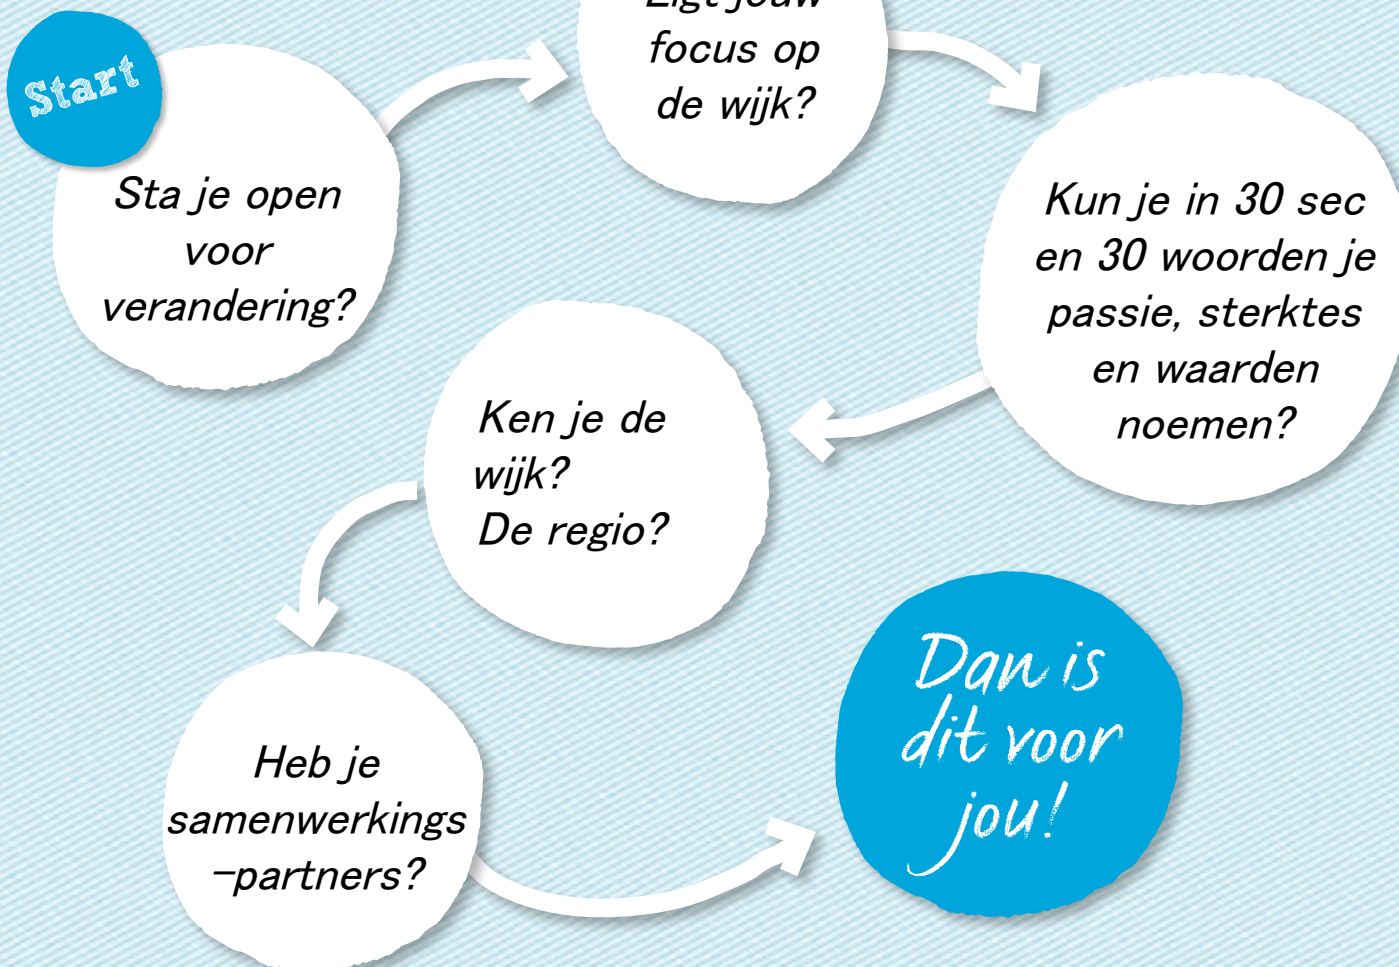 Start
Sta je open
voor
verandering?
Ligt jouw
focus op
de wijk?
Kun je in 30 sec
en 30 woorden je
passie, sterktes
en waarden
noemen?
Ken je de
wijk?
De regio?
Heb je
samenwerkings
-partners?
Dan is
dit voor
jou!